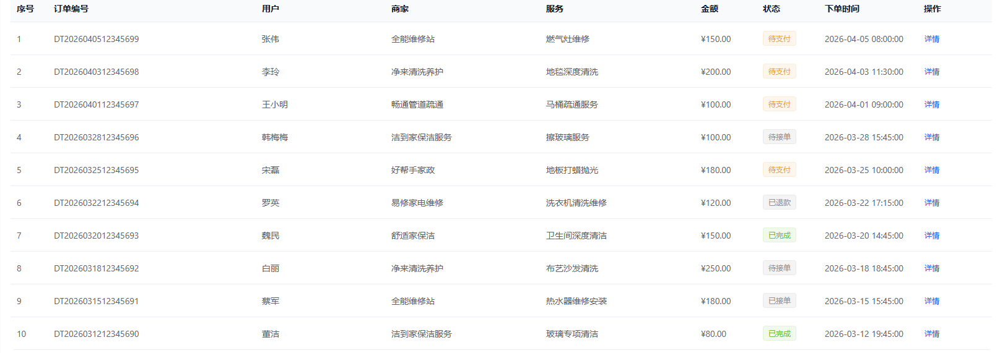 序号 订单编号 用户 商家 服务 金额 状态 下单时间 操作
1 DT2026040512345699 张伟 全能维修站 燃气灶维修 ¥150.00 待支付 2026-04-05 08:00:00 详情
2 DT2026040312345698 李玲 净来清洗养护 地毯深度清洗 ¥200.00 待支付 2026-04-03 11:30:00 详情
3 DT2026040112345697 王小明 畅通管道疏通 马桶疏通服务 ¥100.00 待支付 2026-04-01 09:00:00 详情
4 DT2026032812345696 韩梅梅 洁到家保洁服务 擦玻璃服务 ¥100.00 待接单 2026-03-28 15:45:00 详情
5 DT2026032512345695 宋磊 好帮手家政 地板打蜡抛光 ¥180.00 待支付 2026-03-25 10:00:00 详情
6 DT2026032212345694 罗英 易修家电维修 洗衣机清洗维修 ¥120.00 已退款 2026-03-22 17:15:00 详情
7 DT2026032012345693 魏民 舒适家保洁 卫生间深度清洁 ¥150.00 已完成 2026-03-20 14:45:00 详情
8 DT2026031812345692 白丽 净来清洗养护 布艺沙发清洗 ¥250.00 待接单 2026-03-18 18:45:00 详情
9 DT2026031512345691 蔡军 全能维修站 热水器维修安装 ¥180.00 已接单 2026-03-15 15:45:00 详情
10 DT2026031212345690 董洁 洁到家保洁服务 玻璃专项清洁 ¥80.00 已完成 2026-03-12 19:45:00 详情